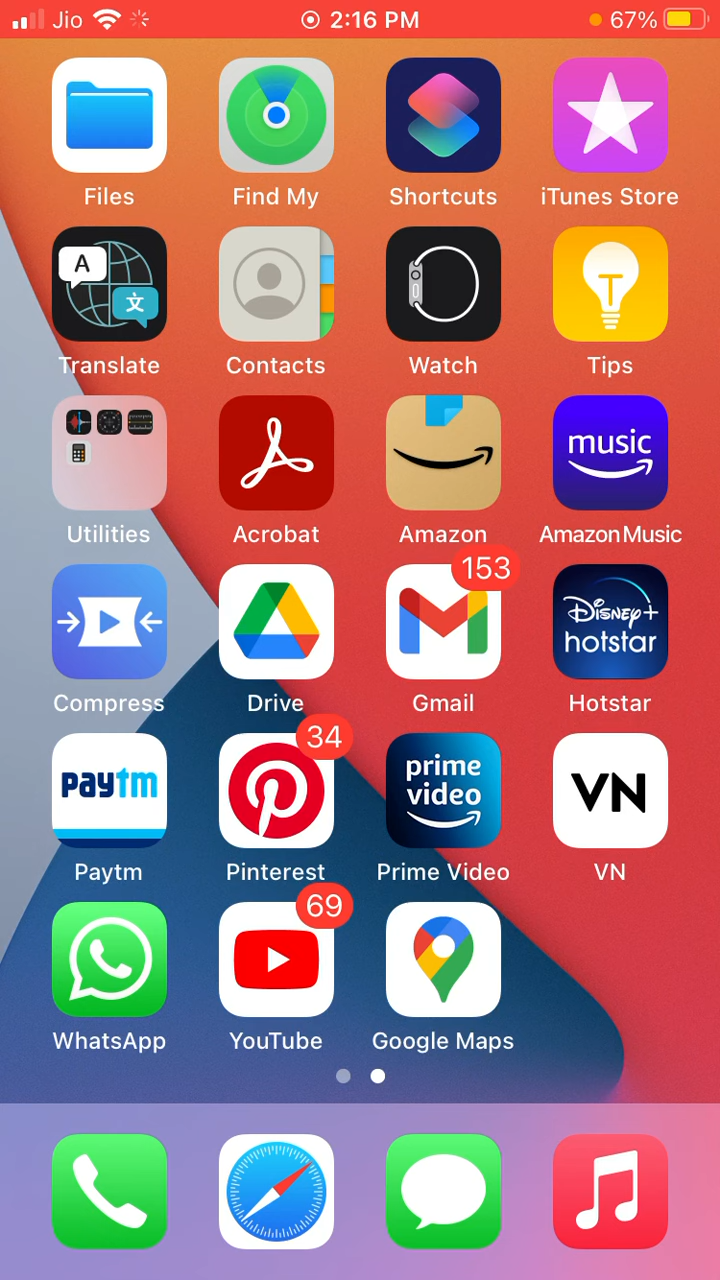 Jio 2:16 PM 67%
Files Find My Shortcuts iTunes Store
A 文 T
Translate Contacts Watch Tips
music
Utilities Acrobat Amazon Amazon Music
153
Disney+
hotstar
Compress Drive Gmail Hotstar
34
paytm prime video VN
Paytm Pinterest Prime Video VN
69
WhatsApp YouTube Google Maps